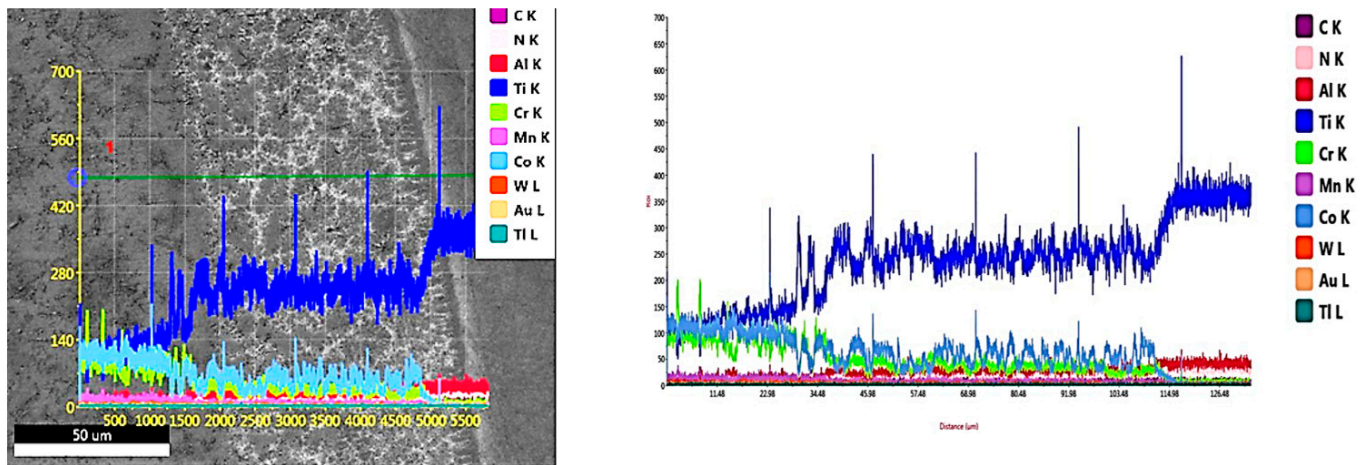 C K
N K
Al K
Ti K
Cr K
Mn K
Co K
W L
Au L
Tl L
700
560
420
280
140
0
1
500 1000 1500 2000 2500 3000 3500 4000 4500 5000 5500
50 um
700
650
600
550
500
450
400
350
300
250
200
150
100
50
0
11.48 22.98 34.48 45.98 57.48 68.98 80.48 91.98 103.48 114.98 126.48
Distance (µm)
C K
N K
Al K
Ti K
Cr K
Mn K
Co K
W L
Au L
Tl L